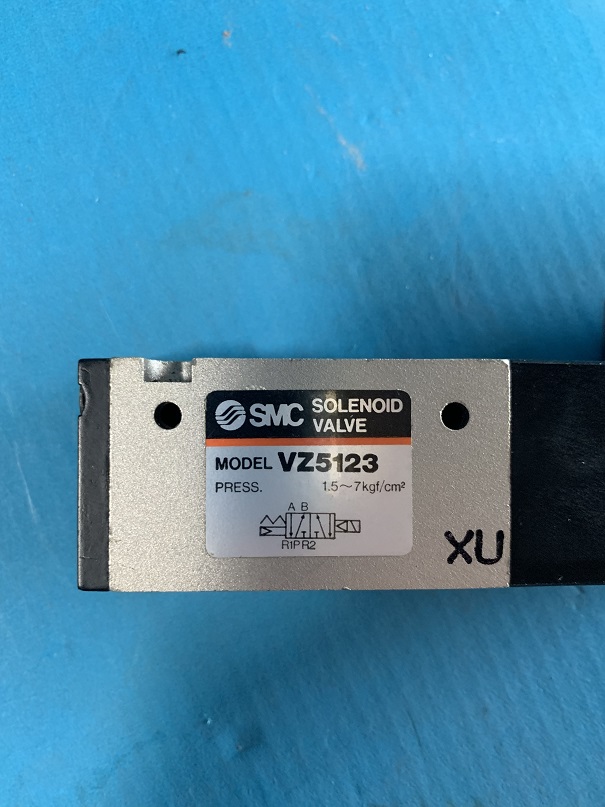 SMC SOLENOID VALVE
MODEL VZ5123
PRESS. 1.5~7kgf/cm²
A B
R1PR2
XU